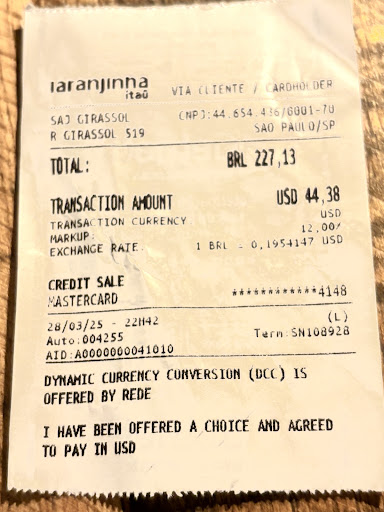 laranjinha
itaú
VIA CLIENTE / CARDHOLDER
SAJ GIRASSOL CNPJ:44.654.436/0001-70
R GIRASSOL 519 SAO PAULO/SP
TOTAL: BRL 227,13
TRANSACTION AMOUNT USD 44,38
TRANSACTION CURRENCY: USD
MARKUP: 12,00%
EXCHANGE RATE: 1 BRL = 0,1954147 USD
CREDIT SALE
MASTERCARD ************4148
28/03/25 - 22H42 (L)
Auto:004255 Term:SN108928
AID:A0000000041010
DYNAMIC CURRENCY CONVERSION (DCC) IS
OFFERED BY REDE
I HAVE BEEN OFFERED A CHOICE AND AGREED
TO PAY IN USD